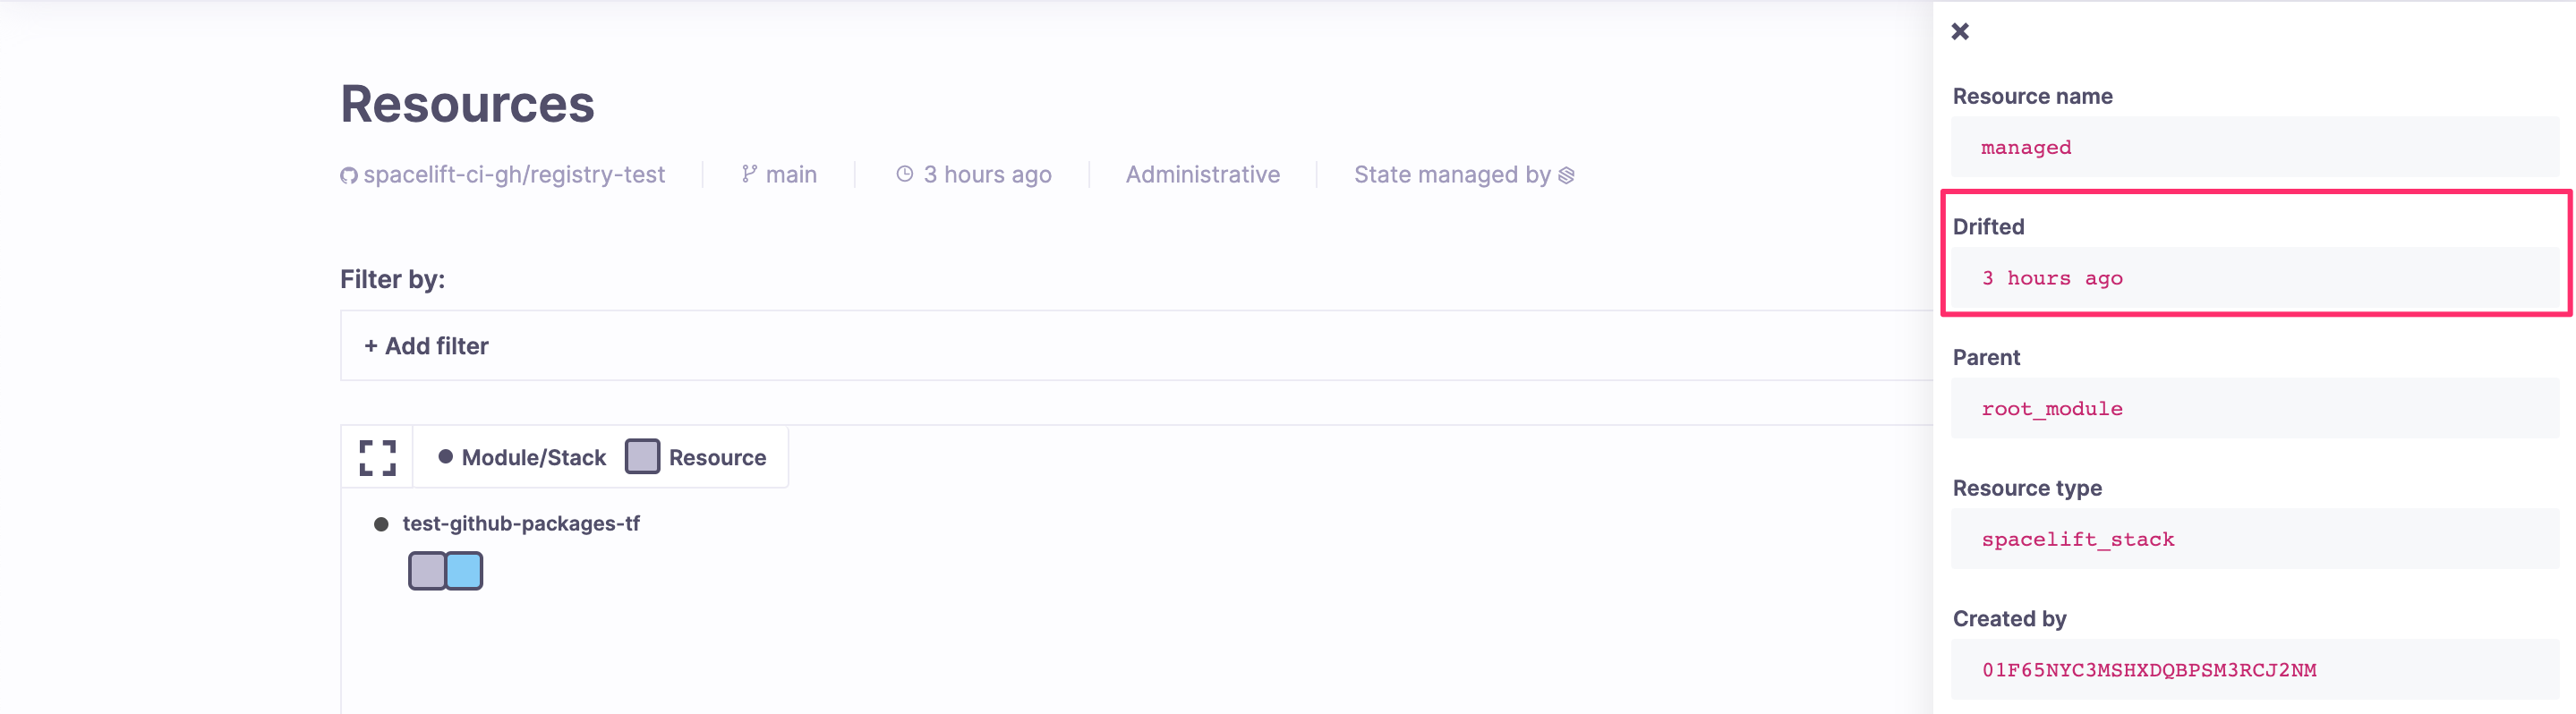 Resources
spacelift-ci-gh/registry-test main 3 hours ago Administrative State managed by
Filter by:
+ Add filter
Module/Stack Resource
test-github-packages-tf
Resource name
managed
Drifted
3 hours ago
Parent
root_module
Resource type
spacelift_stack
Created by
01F65NYC3MSHXDQBPSM3RCJ2NM